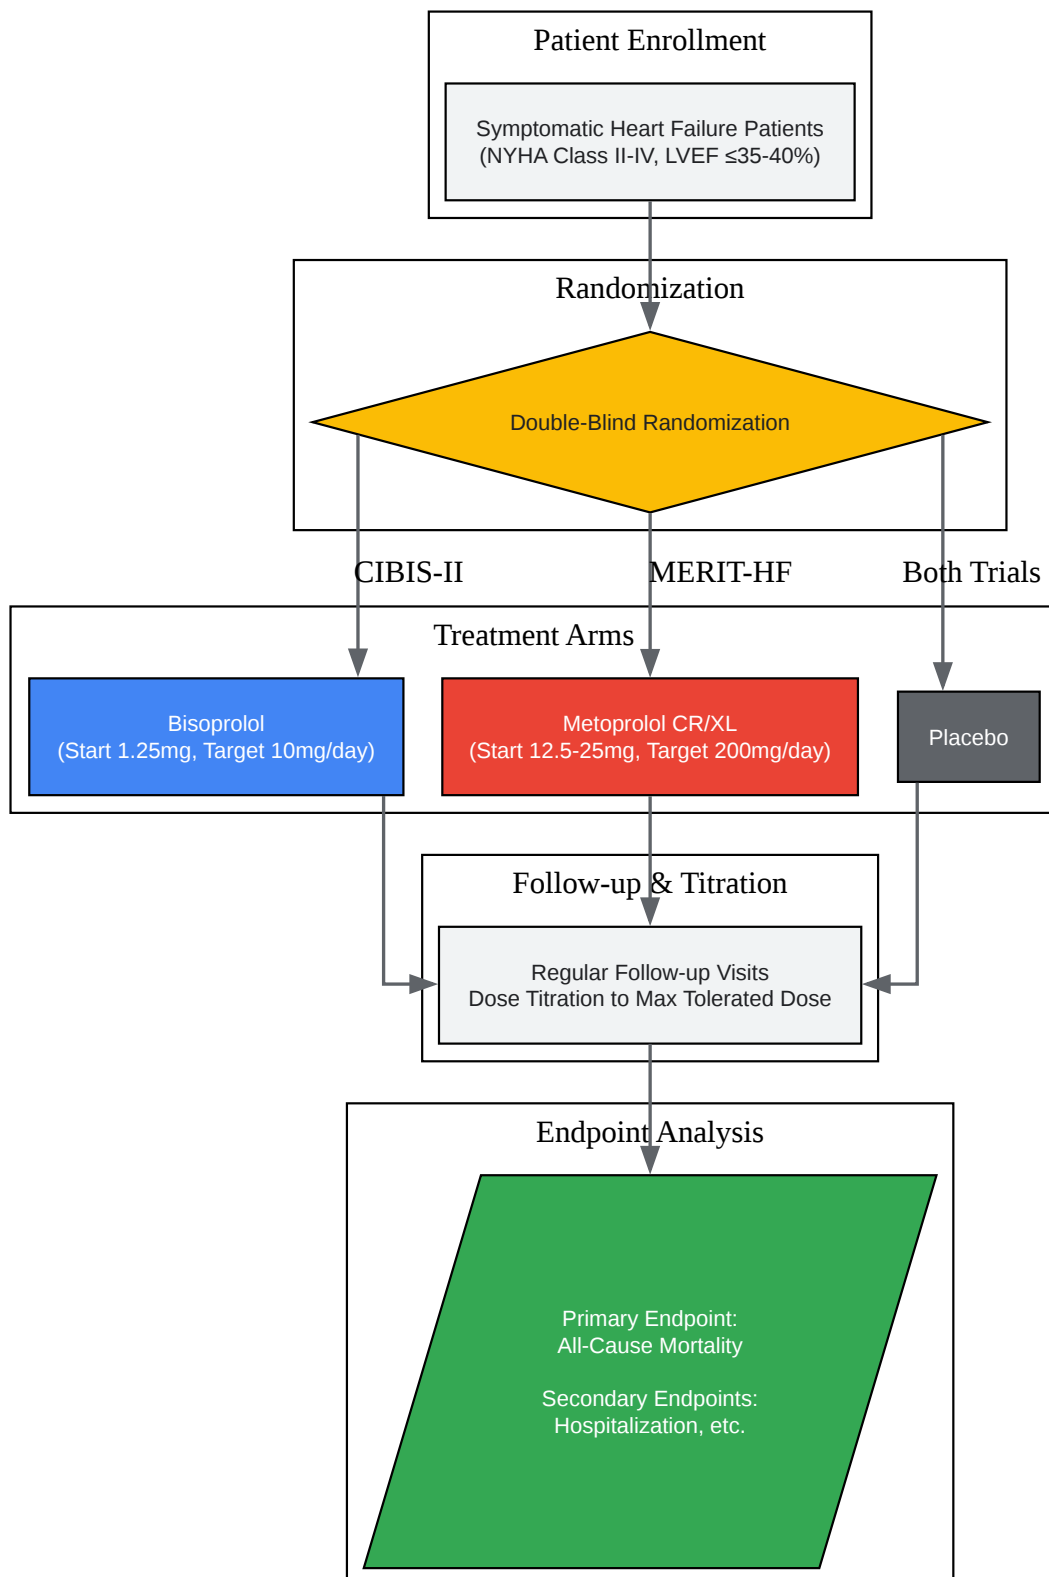 Patient Enrollment
Symptomatic Heart Failure Patients
(NYHA Class II-IV, LVEF ≤35-40%)
Randomization
Double-Blind Randomization
CIBIS-II
MERIT-HF
Both Trials
Treatment Arms
Bisoprolol
(Start 1.25mg, Target 10mg/day)
Metoprolol CR/XL
(Start 12.5-25mg, Target 200mg/day)
Placebo
Follow-up & Titration
Regular Follow-up Visits
Dose Titration to Max Tolerated Dose
Endpoint Analysis
Primary Endpoint:
All-Cause Mortality
Secondary Endpoints:
Hospitalization, etc.